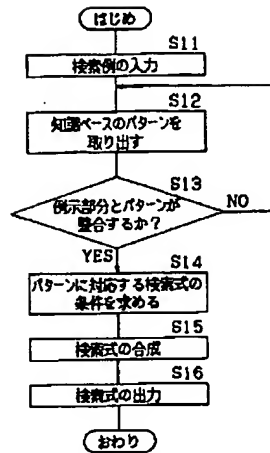 はじめ
S11
検索例の入力
S12
知識ベースのパターンを
取り出す
S13
例示部分とパターンが
整合するか?
NO
YES
S14
パターンに対応する検索式の
条件を求める
S15
検索式の合成
S16
検索式の出力
おわり